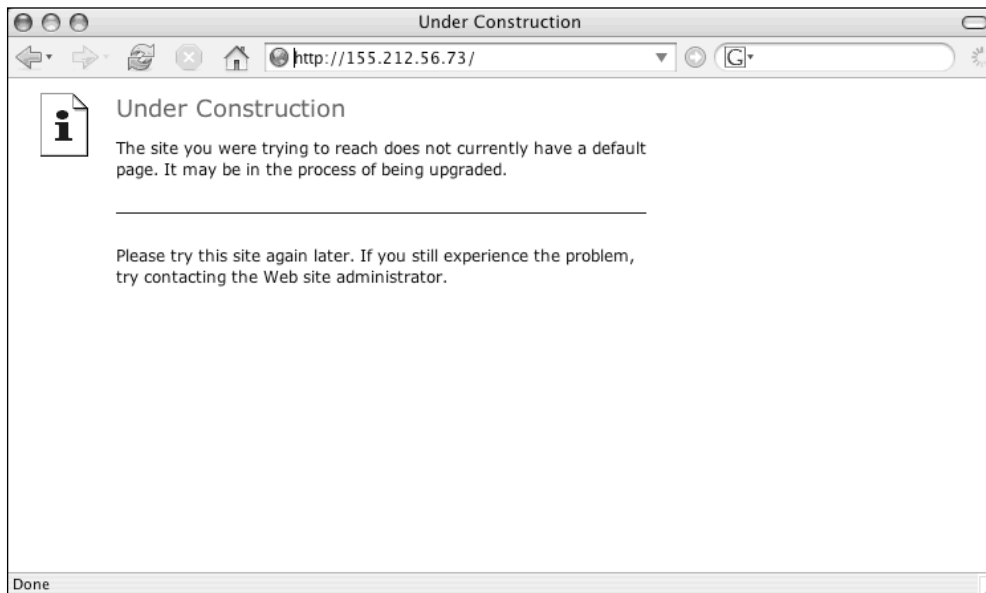 Under Construction
http://155.212.56.73/
G
i
Under Construction
The site you were trying to reach does not currently have a default
page. It may be in the process of being upgraded.
Please try this site again later. If you still experience the problem,
try contacting the Web site administrator.
Done